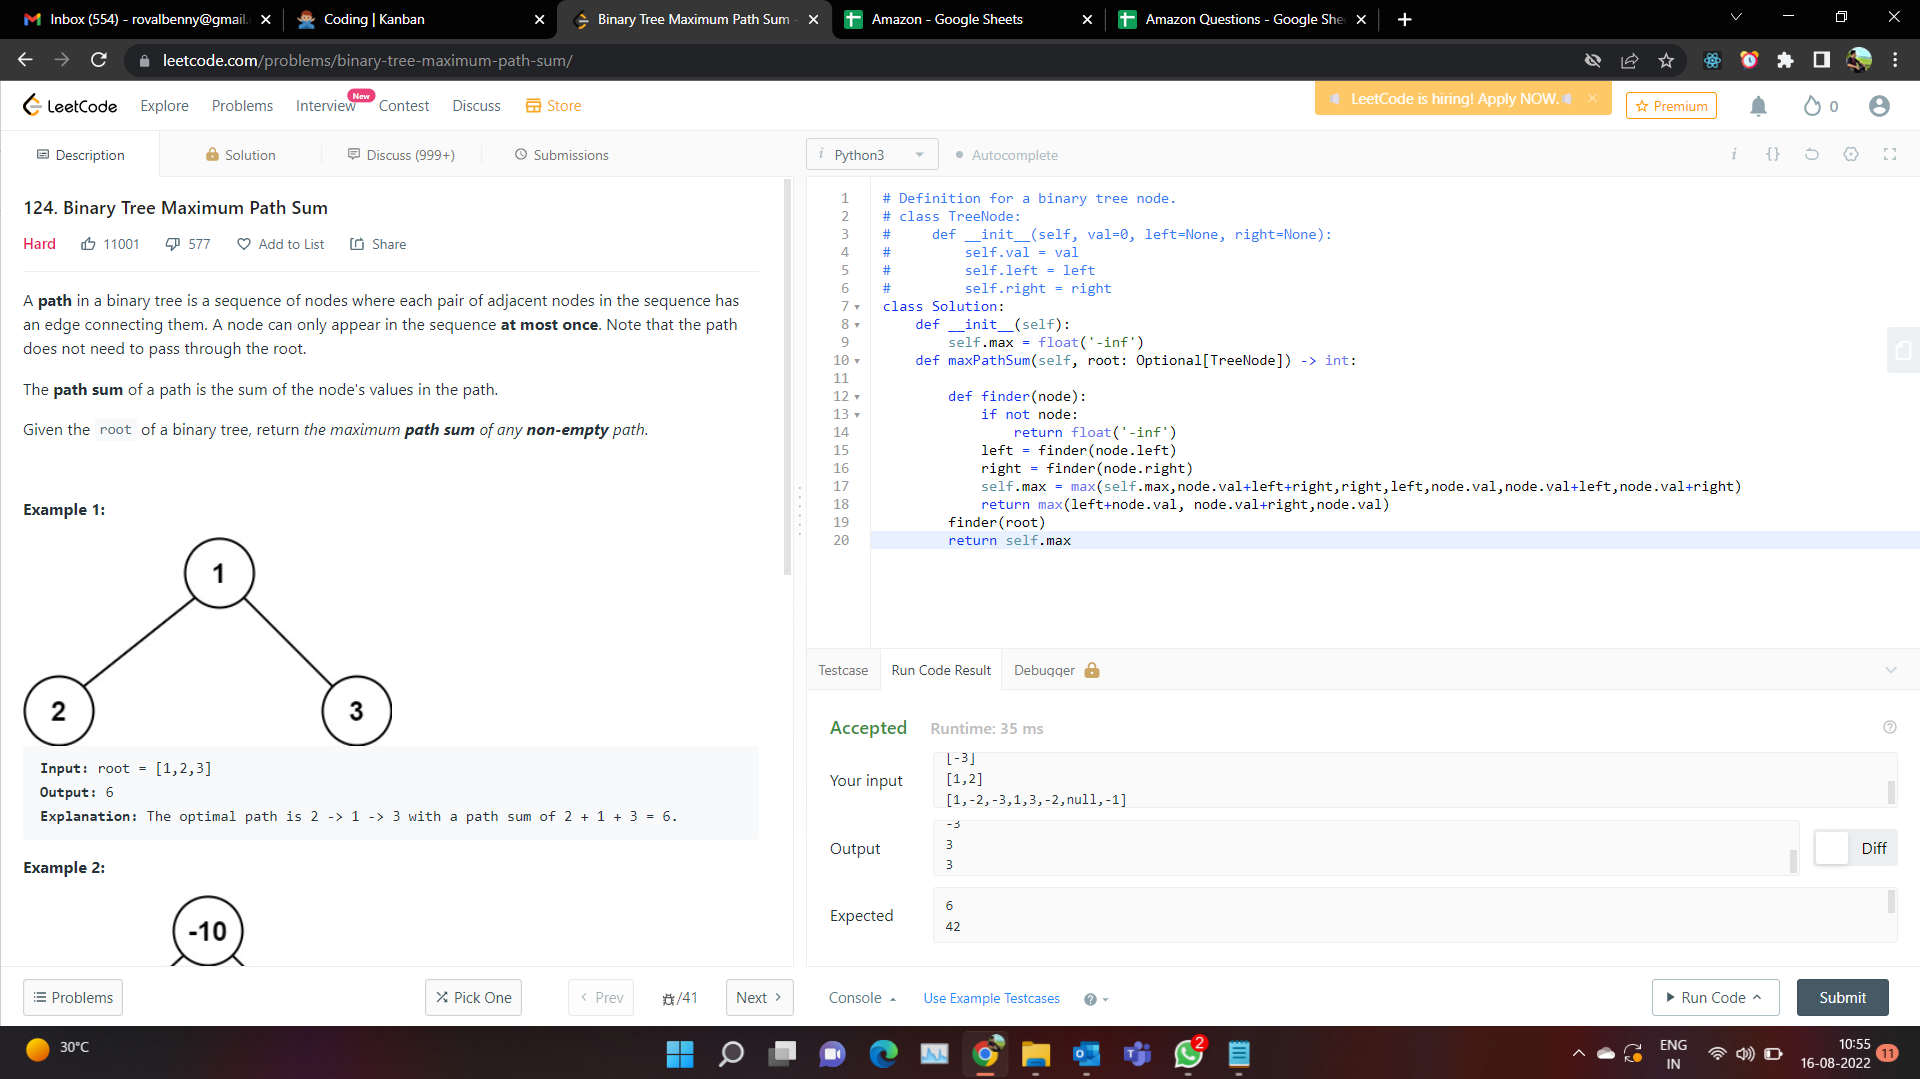 Inbox (554) - rovalbenny@gmail.
Coding | Kanban
Binary Tree Maximum Path Sum -
Amazon - Google Sheets
Amazon Questions - Google She
leetcode.com/problems/binary-tree-maximum-path-sum/
LeetCode
Explore
Problems
Interview
New
Contest
Discuss
Store
LeetCode is hiring! Apply NOW.
Premium
0
Description
Solution
Discuss (999+)
Submissions
i Python3
Autocomplete
i
{}
124. Binary Tree Maximum Path Sum
Hard
11001
577
Add to List
Share
A path in a binary tree is a sequence of nodes where each pair of adjacent nodes in the sequence has
an edge connecting them. A node can only appear in the sequence at most once. Note that the path
does not need to pass through the root.
The path sum of a path is the sum of the node's values in the path.
Given the root of a binary tree, return the maximum path sum of any non-empty path.
Example 1:
1
2
3
Input: root = [1,2,3]
Output: 6
Explanation: The optimal path is 2 -> 1 -> 3 with a path sum of 2 + 1 + 3 = 6.
Example 2:
-10
1 # Definition for a binary tree node.
2 # class TreeNode:
3 #     def __init__(self, val=0, left=None, right=None):
4 #         self.val = val
5 #         self.left = left
6 #         self.right = right
7 class Solution:
8     def __init__(self):
9         self.max = float('-inf')
10     def maxPathSum(self, root: Optional[TreeNode]) -> int:
11
12         def finder(node):
13             if not node:
14                 return float('-inf')
15             left = finder(node.left)
16             right = finder(node.right)
17             self.max = max(self.max,node.val+left+right,right,left,node.val,node.val+left,node.val+right)
18             return max(left+node.val, node.val+right,node.val)
19         finder(root)
20         return self.max
Testcase
Run Code Result
Debugger
Accepted
Runtime: 35 ms
Your input
[-3]
[1,2]
[1,-2,-3,1,3,-2,null,-1]
Output
-3
3
3
Diff
Expected
6
42
Problems
Pick One
Prev
/41
Next
Console
Use Example Testcases
Run Code
Submit
30°C
2
ENG
IN
10:55
16-08-2022
11